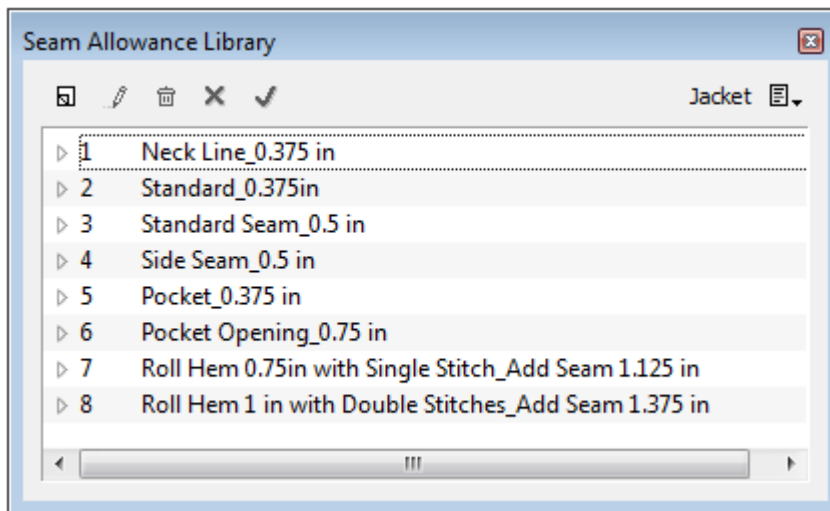 Seam Allowance Library
Jacket
1 Neck Line_0.375 in
2 Standard_0.375in
3 Standard Seam_0.5 in
4 Side Seam_0.5 in
5 Pocket_0.375 in
6 Pocket Opening_0.75 in
7 Roll Hem 0.75in with Single Stitch_Add Seam 1.125 in
8 Roll Hem 1 in with Double Stitches_Add Seam 1.375 in